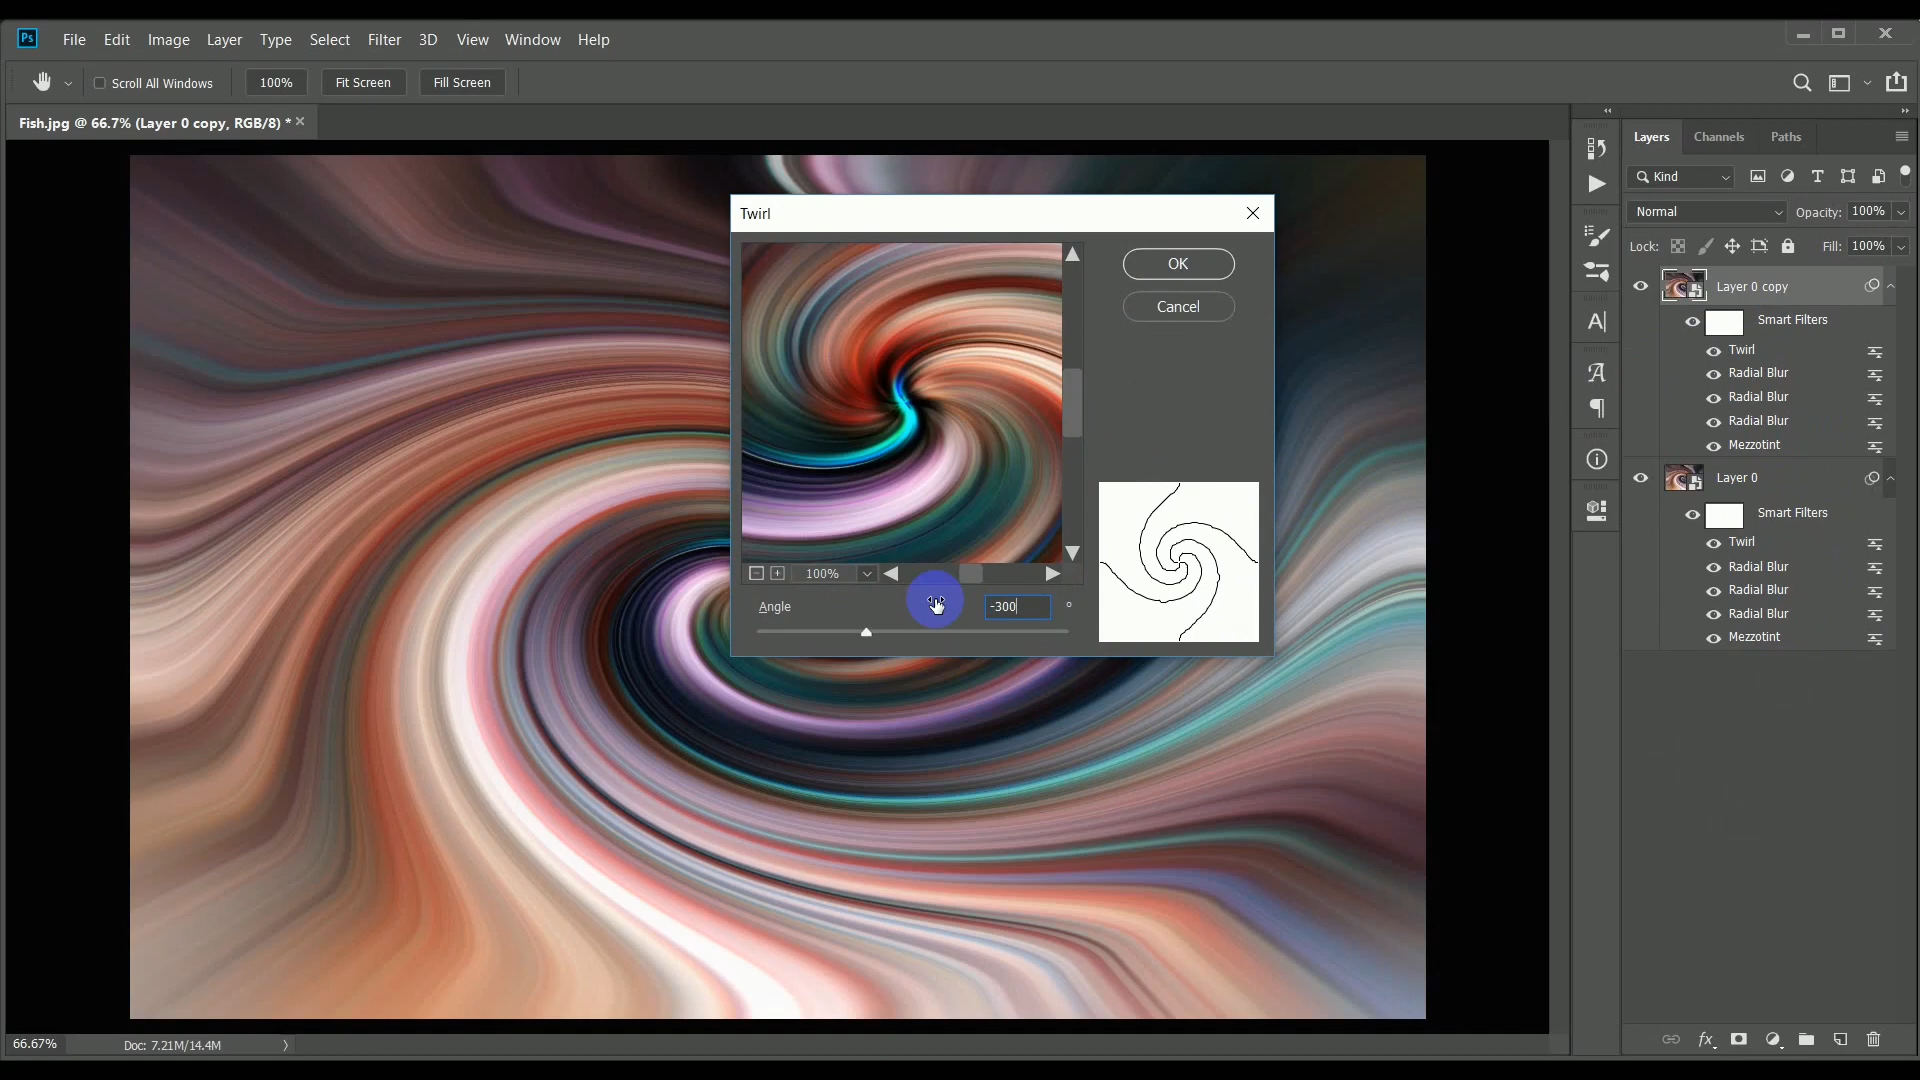 Ps File Edit Image Layer Type Select Filter 3D View Window Help
Scroll All Windows 100% Fit Screen Fill Screen
Fish.jpg @ 66.7% (Layer 0 copy, RGB/8) *
Twirl
OK
Cancel
100%
Angle -300 °
66.67% Doc: 7.21M/14.4M
Layers Channels Paths
Kind
Normal Opacity: 100%
Lock: Fill: 100%
Layer 0 copy
Smart Filters
Twirl
Radial Blur
Radial Blur
Radial Blur
Mezzotint
Layer 0
Smart Filters
Twirl
Radial Blur
Radial Blur
Radial Blur
Mezzotint
fx